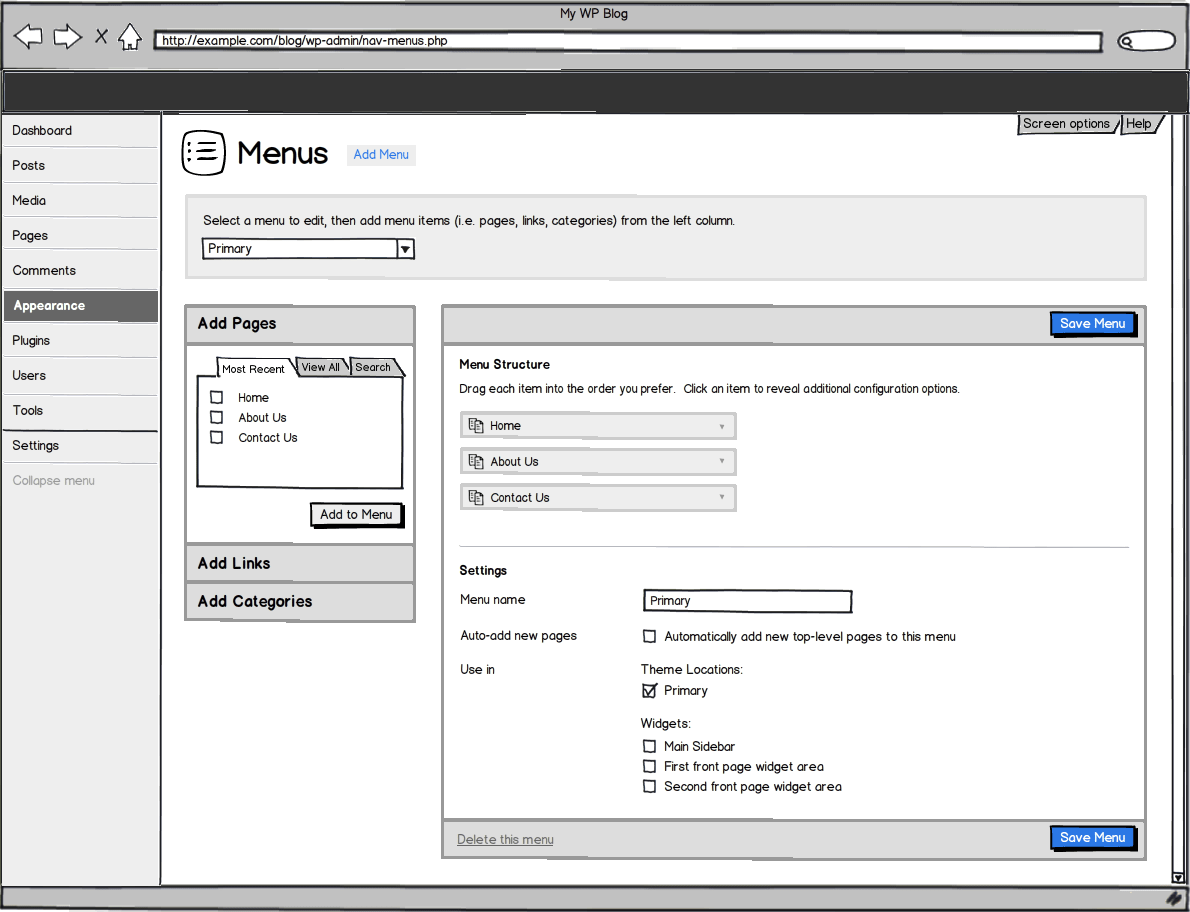 My WP Blog
http://example.com/blog/wp-admin/nav-menus.php
Screen options
Help
Dashboard
Posts
Media
Pages
Comments
Appearance
Plugins
Users
Tools
Settings
Collapse menu
Menus
Add Menu
Select a menu to edit, then add menu items (i.e. pages, links, categories) from the left column.
Primary
Add Pages
Most Recent
View All
Search
Home
About Us
Contact Us
Add to Menu
Add Links
Add Categories
Save Menu
Menu Structure
Drag each item into the order you prefer. Click an item to reveal additional configuration options.
Home
About Us
Contact Us
Settings
Menu name
Primary
Auto-add new pages
Automatically add new top-level pages to this menu
Use in
Theme Locations:
Primary
Widgets:
Main Sidebar
First front page widget area
Second front page widget area
Delete this menu
Save Menu